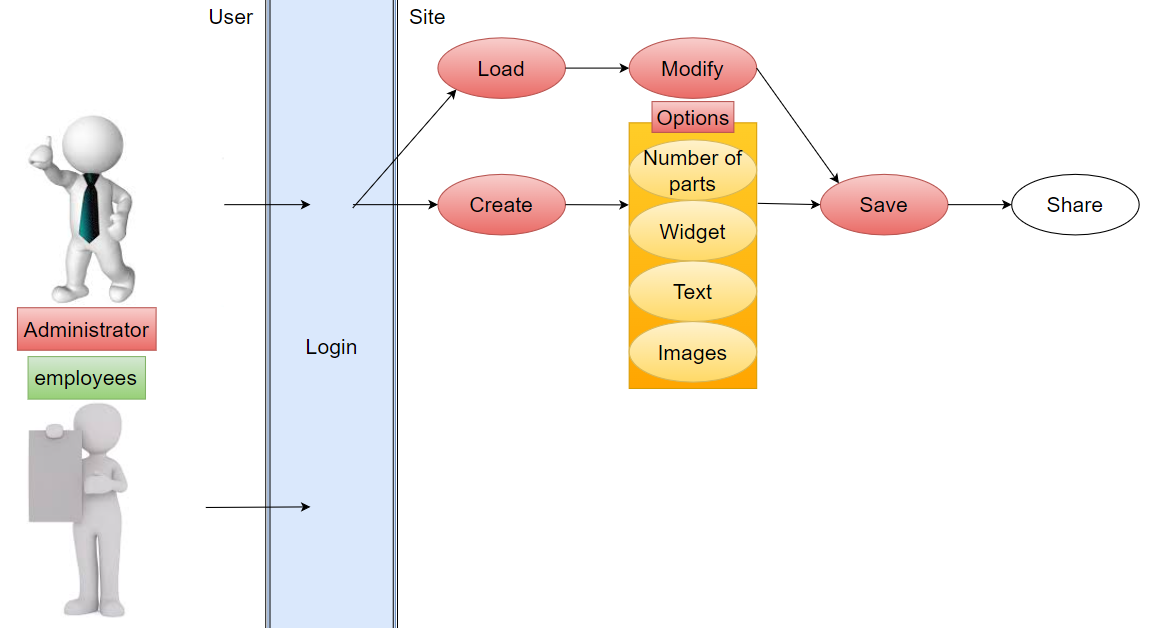 User
Site
Load
Modify
Options
Number of
parts
Create
Widget
Save
Share
Text
Administrator
Login
Images
employees